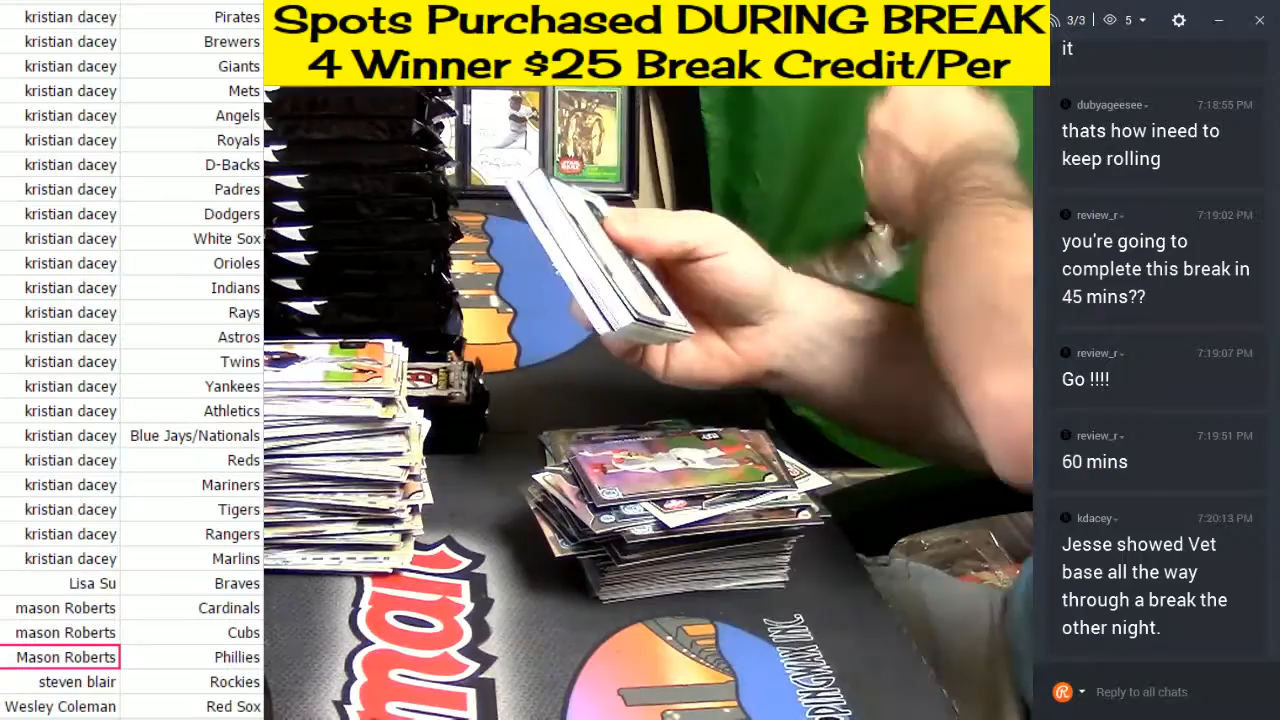 Spots Purchased DURING BREAK
4 Winner $25 Break Credit/Per
kristian dacey Pirates
kristian dacey Brewers
kristian dacey Giants
kristian dacey Mets
kristian dacey Angels
kristian dacey Royals
kristian dacey D-Backs
kristian dacey Padres
kristian dacey Dodgers
kristian dacey White Sox
kristian dacey Orioles
kristian dacey Indians
kristian dacey Rays
kristian dacey Astros
kristian dacey Twins
kristian dacey Yankees
kristian dacey Athletics
kristian dacey Blue Jays/Nationals
kristian dacey Reds
kristian dacey Mariners
kristian dacey Tigers
kristian dacey Rangers
kristian dacey Marlins
Lisa Su Braves
mason Roberts Cardinals
mason Roberts Cubs
Mason Roberts Phillies
steven blair Rockies
Wesley Coleman Red Sox
3/3 5
it
dubyageesee 7:18:55 PM
thats how ineed to
keep rolling
review_r 7:19:02 PM
you're going to
complete this break in
45 mins??
review_r 7:19:07 PM
Go !!!!
review_r 7:19:51 PM
60 mins
kdacey 7:20:13 PM
Jesse showed Vet
base all the way
through a break the
other night.
Reply to all chats